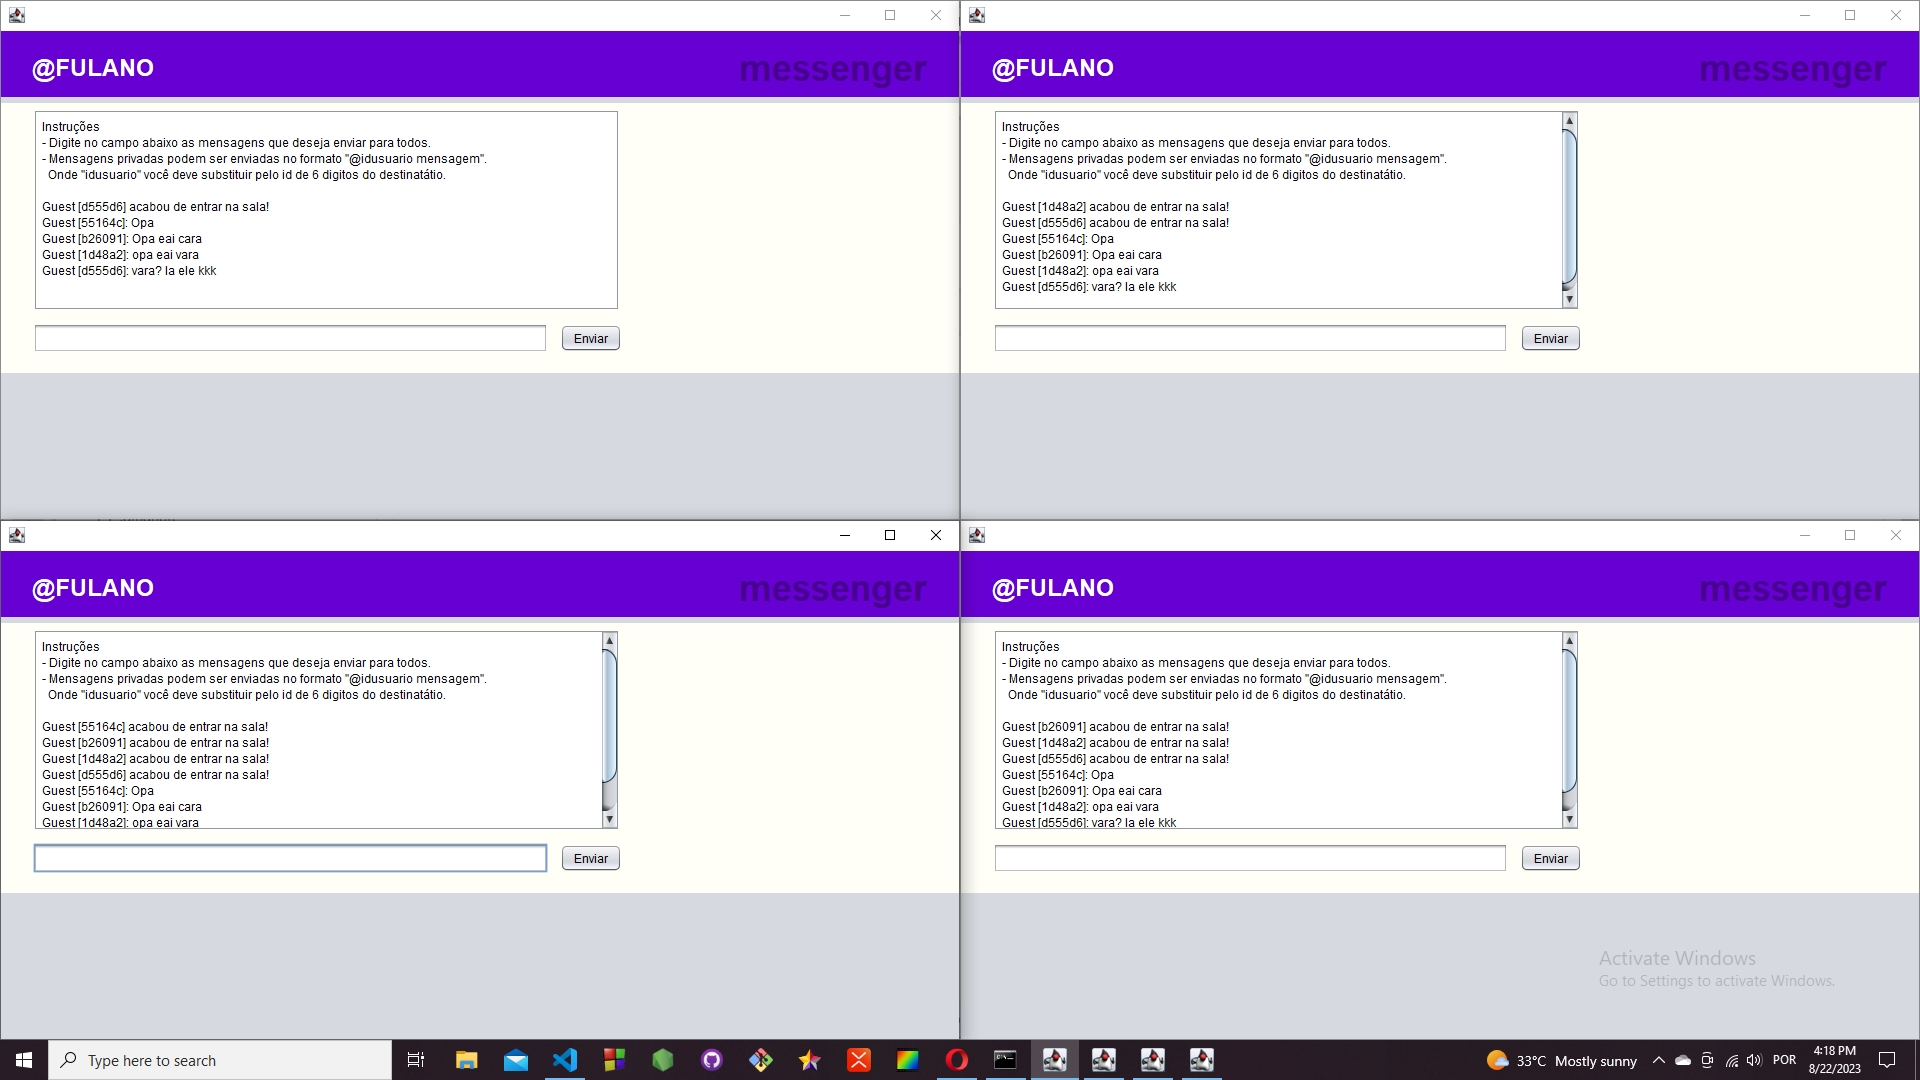 @FULANO
messenger
Instruções
- Digite no campo abaixo as mensagens que deseja enviar para todos.
- Mensagens privadas podem ser enviadas no formato "@idusuario mensagem".
Onde "idusuario" você deve substituir pelo id de 6 digitos do destinatátio.
Guest [d555d6] acabou de entrar na sala!
Guest [55164c]: Opa
Guest [b26091]: Opa eai cara
Guest [1d48a2]: opa eai vara
Guest [d555d6]: vara? la ele kkk
Enviar
@FULANO
messenger
Instruções
- Digite no campo abaixo as mensagens que deseja enviar para todos.
- Mensagens privadas podem ser enviadas no formato "@idusuario mensagem".
Onde "idusuario" você deve substituir pelo id de 6 digitos do destinatátio.
Guest [1d48a2] acabou de entrar na sala!
Guest [d555d6] acabou de entrar na sala!
Guest [55164c]: Opa
Guest [b26091]: Opa eai cara
Guest [1d48a2]: opa eai vara
Guest [d555d6]: vara? la ele kkk
Enviar
@FULANO
messenger
Instruções
- Digite no campo abaixo as mensagens que deseja enviar para todos.
- Mensagens privadas podem ser enviadas no formato "@idusuario mensagem".
Onde "idusuario" você deve substituir pelo id de 6 digitos do destinatátio.
Guest [55164c] acabou de entrar na sala!
Guest [b26091] acabou de entrar na sala!
Guest [1d48a2] acabou de entrar na sala!
Guest [d555d6] acabou de entrar na sala!
Guest [55164c]: Opa
Guest [b26091]: Opa eai cara
Guest [1d48a2]: opa eai vara
Enviar
@FULANO
messenger
Instruções
- Digite no campo abaixo as mensagens que deseja enviar para todos.
- Mensagens privadas podem ser enviadas no formato "@idusuario mensagem".
Onde "idusuario" você deve substituir pelo id de 6 digitos do destinatátio.
Guest [b26091] acabou de entrar na sala!
Guest [1d48a2] acabou de entrar na sala!
Guest [d555d6] acabou de entrar na sala!
Guest [55164c]: Opa
Guest [b26091]: Opa eai cara
Guest [1d48a2]: opa eai vara
Guest [d555d6]: vara? la ele kkk
Enviar
Activate Windows
Go to Settings to activate Windows.
Type here to search
33°C Mostly sunny
POR
4:18 PM
8/22/2023